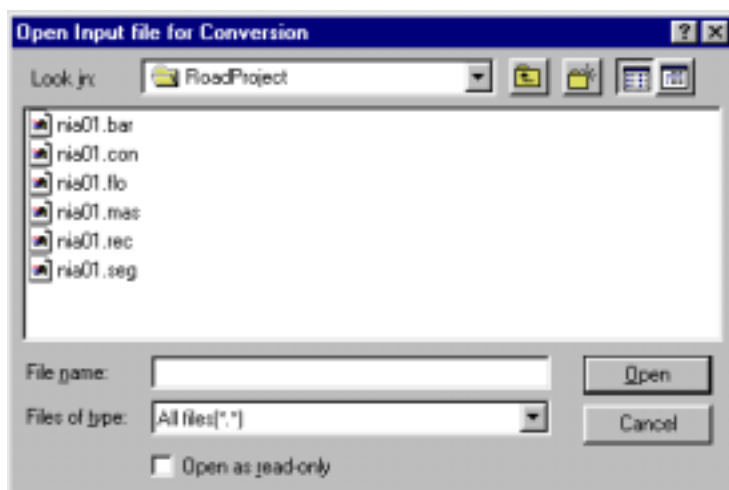 Open Input file for Conversion
Look in: RoadProject
nia01.bar
nia01.con
nia01.flo
nia01.mas
nia01.rec
nia01.seg
File name: Open
Files of type: All files(*.*) Cancel
Open as read-only